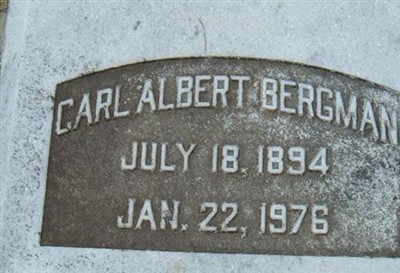 CARL ALBERT BERGMAN
JULY 18, 1894
JAN. 22, 1976